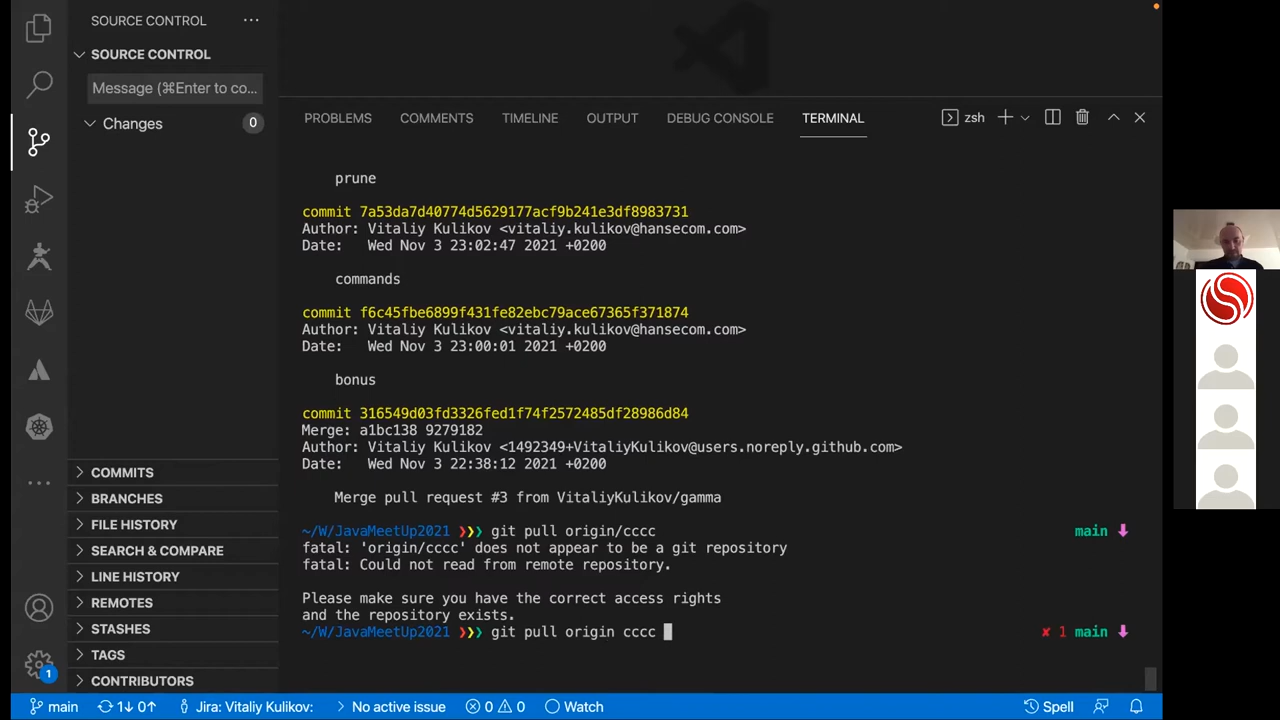 SOURCE CONTROL
SOURCE CONTROL
Message (⌘Enter to co...
Changes 0
COMMITS
BRANCHES
FILE HISTORY
SEARCH & COMPARE
LINE HISTORY
REMOTES
STASHES
TAGS
CONTRIBUTORS
PROBLEMS COMMENTS TIMELINE OUTPUT DEBUG CONSOLE TERMINAL zsh
prune
commit 7a53da7d40774d5629177acf9b241e3df8983731
Author: Vitaliy Kulikov <vitaliy.kulikov@hansecom.com>
Date: Wed Nov 3 23:02:47 2021 +0200
commands
commit f6c45fbe6899f431fe82ebc79ace67365f371874
Author: Vitaliy Kulikov <vitaliy.kulikov@hansecom.com>
Date: Wed Nov 3 23:00:01 2021 +0200
bonus
commit 316549d03fd3326fed1f74f2572485df28986d84
Merge: a1bc138 9279182
Author: Vitaliy Kulikov <1492349+VitaliyKulikov@users.noreply.github.com>
Date: Wed Nov 3 22:38:12 2021 +0200
Merge pull request #3 from VitaliyKulikov/gamma
~/W/JavaMeetUp2021 ❯❯❯ git pull origin/cccc main ⬇
fatal: 'origin/cccc' does not appear to be a git repository
fatal: Could not read from remote repository.
Please make sure you have the correct access rights
and the repository exists.
~/W/JavaMeetUp2021 ❯❯❯ git pull origin cccc ✘ 1 main ⬇
1
main 1↓ 0↑ Jira: Vitaliy Kulikov: No active issue 0 0 Watch Spell